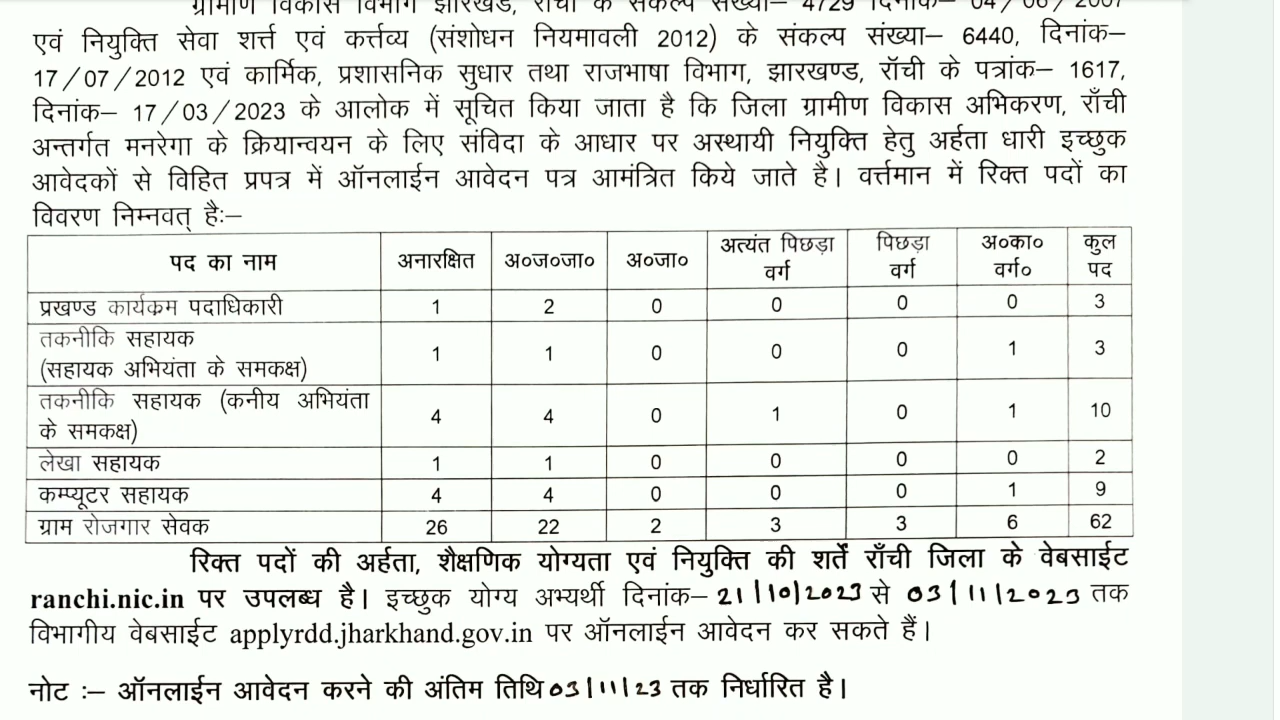 ग्रामीण विकास विभाग झारखंड, राँची के संकल्प संख्या– 4729 दिनांक– 04/06/2007
एवं नियुक्ति सेवा शर्त्त एवं कर्त्तव्य (संशोधन नियमावली 2012) के संकल्प संख्या– 6440, दिनांक–
17/07/2012 एवं कार्मिक, प्रशासनिक सुधार तथा राजभाषा विभाग, झारखण्ड, रॉची के पत्रांक– 1617,
दिनांक– 17/03/2023 के आलोक में सूचित किया जाता है कि जिला ग्रामीण विकास अभिकरण, राँची
अन्तर्गत मनरेगा के क्रियान्वयन के लिए संविदा के आधार पर अस्थायी नियुक्ति हेतु अर्हता धारी इच्छुक
आवेदकों से विहित प्रपत्र में ऑनलाईन आवेदन पत्र आमंत्रित किये जाते है। वर्त्तमान में रिक्त पदों का
विवरण निम्नवत् है:–
पद का नाम अनारक्षित अ०ज०जा० अ०जा० अत्यंत पिछड़ा वर्ग पिछड़ा वर्ग अ०का० वर्ग० कुल पद
प्रखण्ड कार्यक्रम पदाधिकारी 1 2 0 0 0 0 3
तकनीकि सहायक
(सहायक अभियंता के समकक्ष) 1 1 0 0 0 1 3
तकनीकि सहायक (कनीय अभियंता
के समकक्ष) 4 4 0 1 0 1 10
लेखा सहायक 1 1 0 0 0 0 2
कम्प्यूटर सहायक 4 4 0 0 0 1 9
ग्राम रोजगार सेवक 26 22 2 3 3 6 62
रिक्त पदों की अर्हता, शैक्षणिक योग्यता एवं नियुक्ति की शर्तें राँची जिला के वेबसाईट
ranchi.nic.in पर उपलब्ध है। इच्छुक योग्य अभ्यर्थी दिनांक– 21/10/2023 से 03/11/2023 तक
विभागीय वेबसाईट applyrdd.jharkhand.gov.in पर ऑनलाईन आवेदन कर सकते हैं।
नोट :– ऑनलाईन आवेदन करने की अंतिम तिथि 03/11/23 तक निर्धारित है।